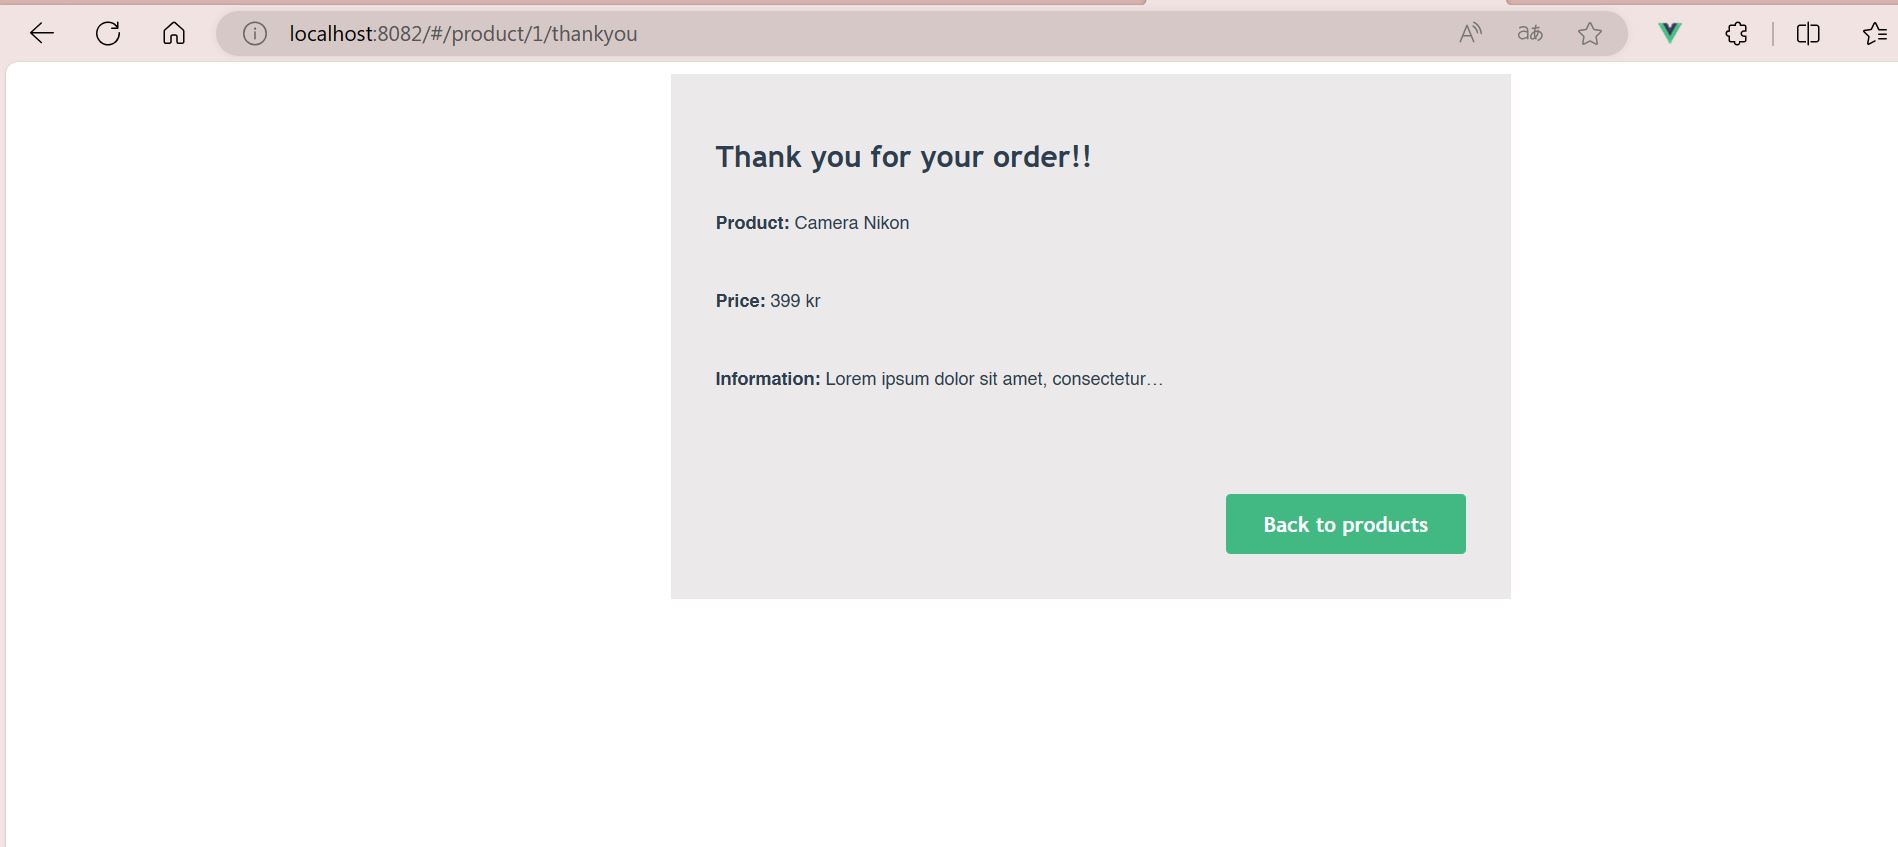 localhost:8082/#/product/1/thankyou
Thank you for your order!!
Product: Camera Nikon
Price: 399 kr
Information: Lorem ipsum dolor sit amet, consectetur…
Back to products